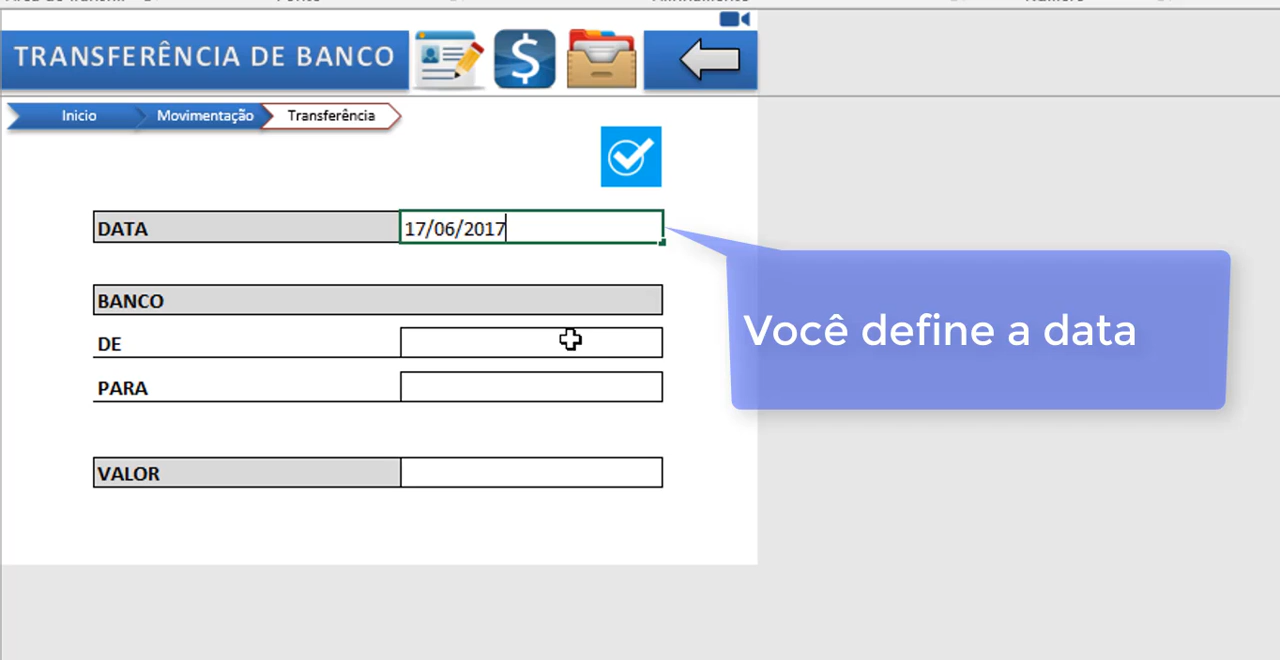 TRANSFERÊNCIA DE BANCO
Inicio Movimentação Transferência
DATA 17/06/2017
BANCO
DE
PARA
VALOR
Você define a data